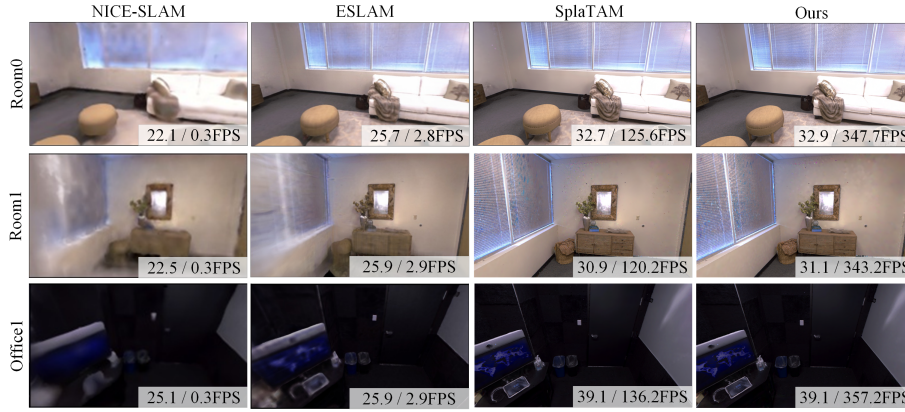 NICE-SLAM ESLAM SplaTAM Ours
Room0
22.1 / 0.3FPS 25.7 / 2.8FPS 32.7 / 125.6FPS 32.9 / 347.7FPS
Room1
22.5 / 0.3FPS 25.9 / 2.9FPS 30.9 / 120.2FPS 31.1 / 343.2FPS
Office1
25.1 / 0.3FPS 25.9 / 2.9FPS 39.1 / 136.2FPS 39.1 / 357.2FPS